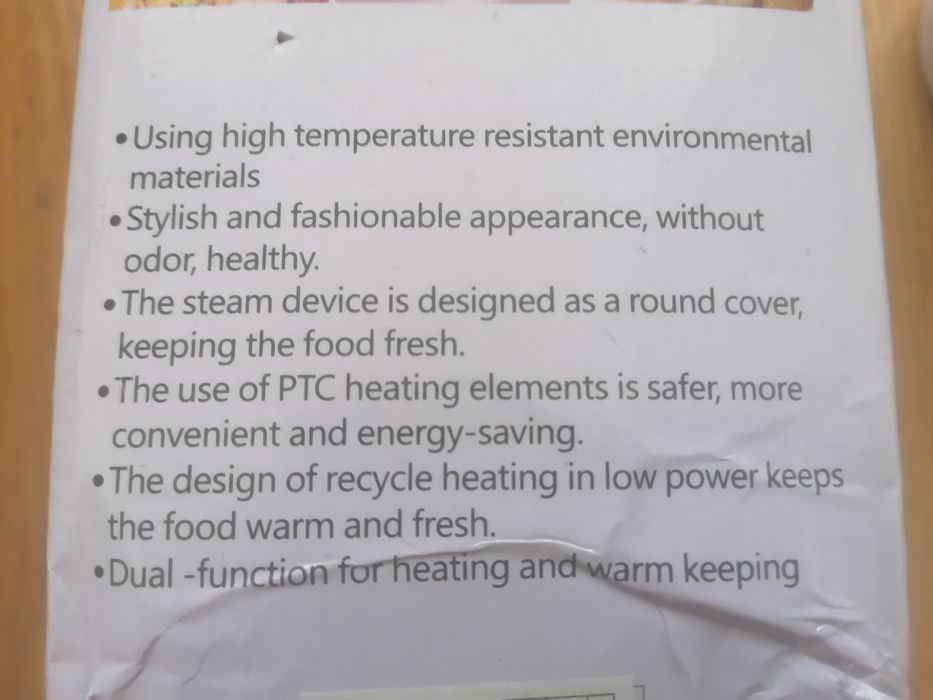 •Using high temperature resistant environmental
materials
•Stylish and fashionable appearance, without
odor, healthy.
•The steam device is designed as a round cover,
keeping the food fresh.
•The use of PTC heating elements is safer, more
convenient and energy-saving.
•The design of recycle heating in low power keeps
the food warm and fresh.
•Dual -function for heating and warm keeping